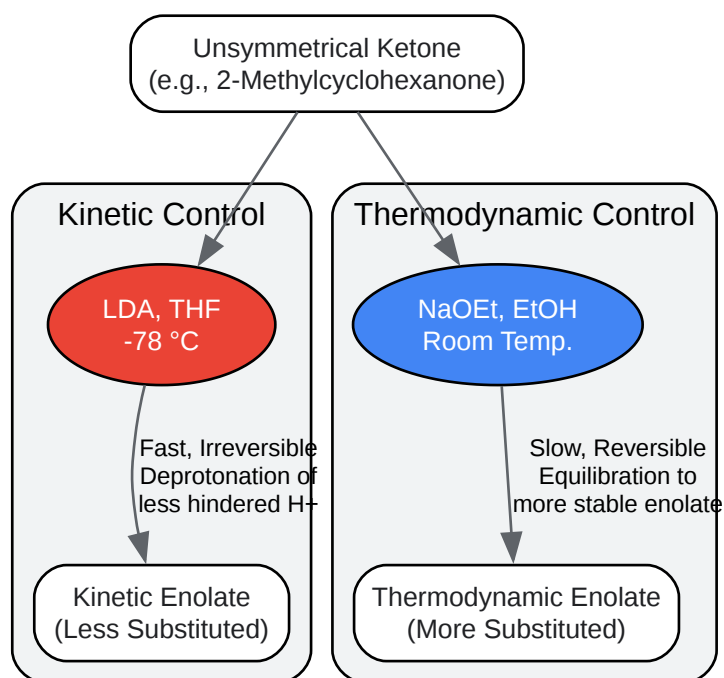 Unsymmetrical Ketone
(e.g., 2-Methylcyclohexanone)
Kinetic Control
LDA, THF
-78 °C
Fast, Irreversible
Deprotonation of
less hindered H+
Kinetic Enolate
(Less Substituted)
Thermodynamic Control
NaOEt, EtOH
Room Temp.
Slow, Reversible
Equilibration to
more stable enolate
Thermodynamic Enolate
(More Substituted)